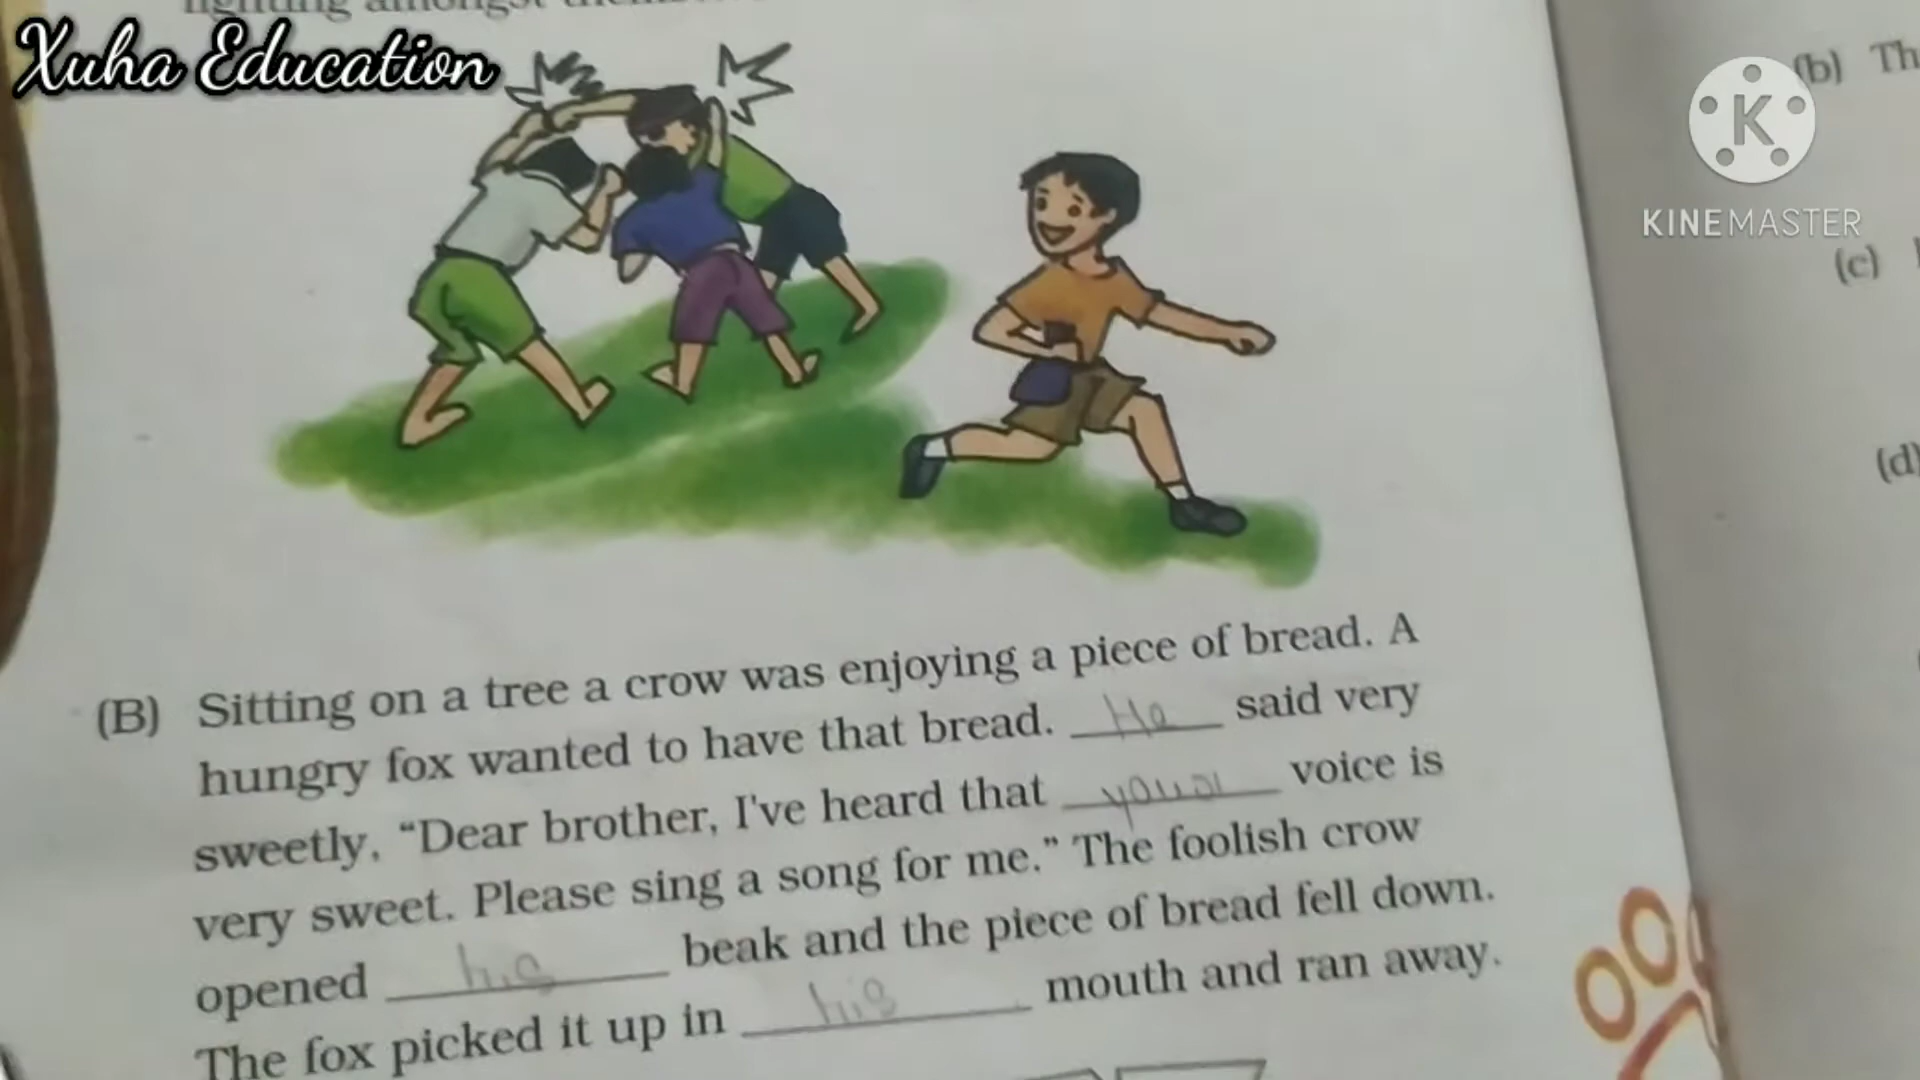 fighting amongst
Xuha Education
K
KINEMASTER
(b) Th
(c)
(d)
(B) Sitting on a tree a crow was enjoying a piece of bread. A
hungry fox wanted to have that bread. He said very
sweetly, “Dear brother, I've heard that your voice is
very sweet. Please sing a song for me.” The foolish crow
opened his beak and the piece of bread fell down.
The fox picked it up in his mouth and ran away.